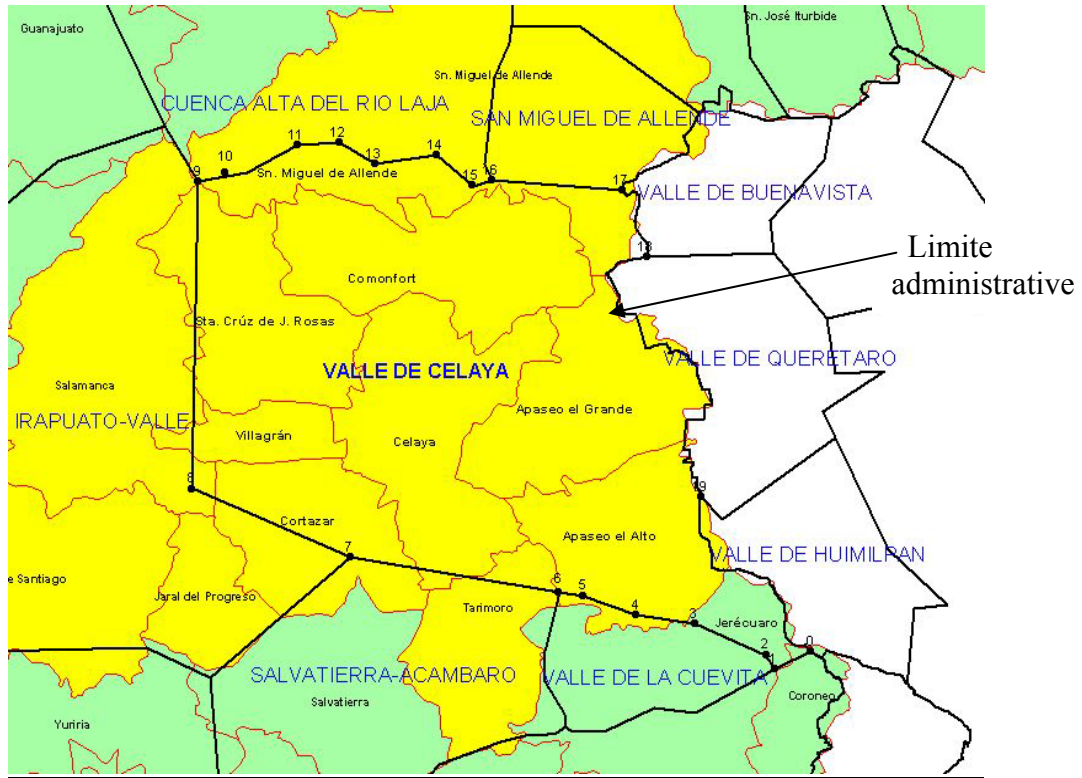 Guanajuato
Sn. José Iturbide
Sn. Miguel de Allende
CUENCA ALTA DEL RIO LAJA
SAN MIGUEL DE ALLENDE
11
12
13
14
10
9
Sn. Miguel de Allende
15
16
17
VALLE DE BUENAVISTA
18
Limite
administrative
Comonfort
Sta. Crúz de J. Rosas
VALLE DE CELAYA
VALLE DE QUERETARO
Salamanca
IRAPUATO-VALLE
Apaseo el Grande
Villagrán
Celaya
8
19
Cortazar
Apaseo el Alto
7
VALLE DE HUIMILPAN
e Santiago
Jaral del Progreso
6
5
4
3
Tarimoro
Jerécuaro
2
1
0
SALVATIERRA-ACAMBARO
VALLE DE LA CUEVITA
Salvatierra
Coroneo
Yuriria